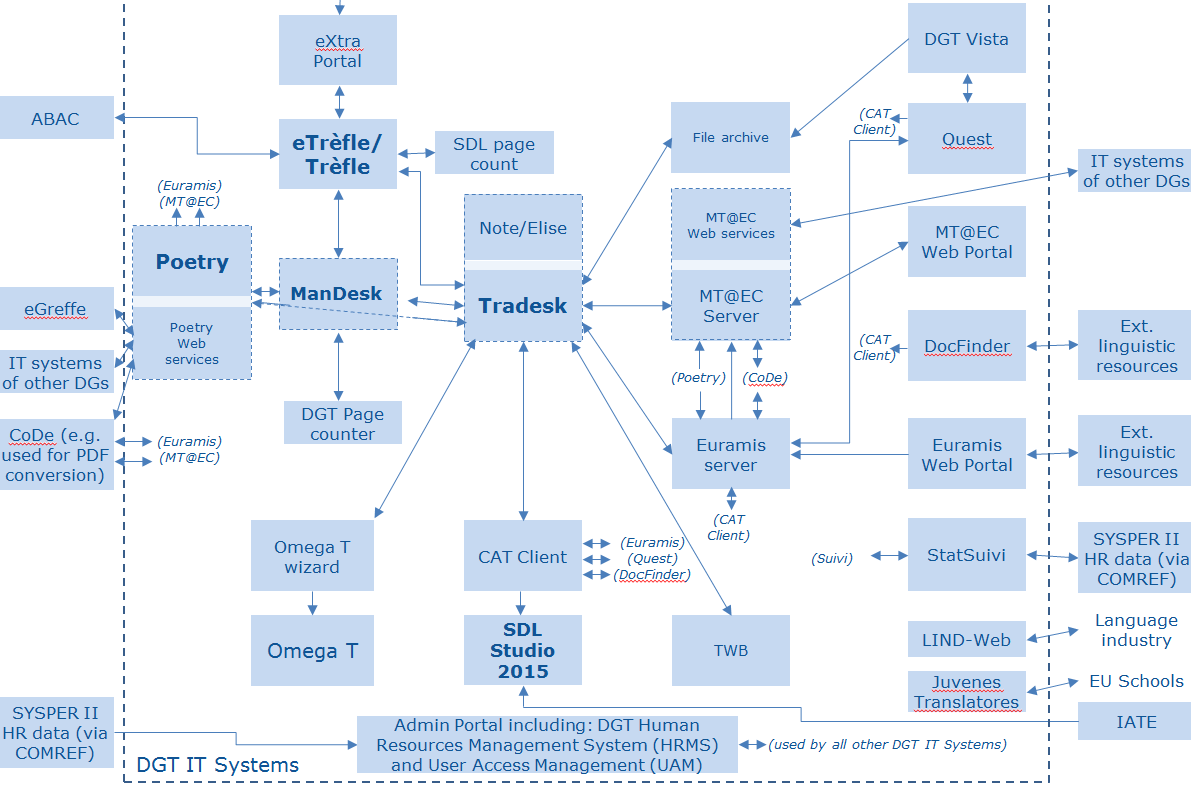 eXtra
Portal
DGT Vista
ABAC
eTrèfle/
Trèfle
SDL page
count
File archive
(CAT
Client)
Quest
IT systems
of other DGs
(Euramis)
(MT@EC)
Poetry
Poetry
Web
services
Note/Elise
Tradesk
MT@EC
Web services
MT@EC
Server
MT@EC
Web Portal
ManDesk
eGreffe
IT systems
of other DGs
CoDe (e.g.
used for PDF
conversion)
(Euramis)
(MT@EC)
DGT Page
counter
(Poetry)
(CoDe)
(CAT
Client)
DocFinder
Ext.
linguistic
resources
Euramis
server
Euramis
Web Portal
Ext.
linguistic
resources
(CAT
Client)
Omega T
wizard
CAT Client
(Euramis)
(Quest)
(DocFinder)
(Suivi)
StatSuivi
SYSPER II
HR data (via
COMREF)
Omega T
SDL
Studio
2015
TWB
LIND-Web
Language
industry
Juvenes
Translatores
EU Schools
SYSPER II
HR data (via
COMREF)
Admin Portal including: DGT Human
Resources Management System (HRMS)
and User Access Management (UAM)
(used by all other DGT IT Systems)
IATE
DGT IT Systems